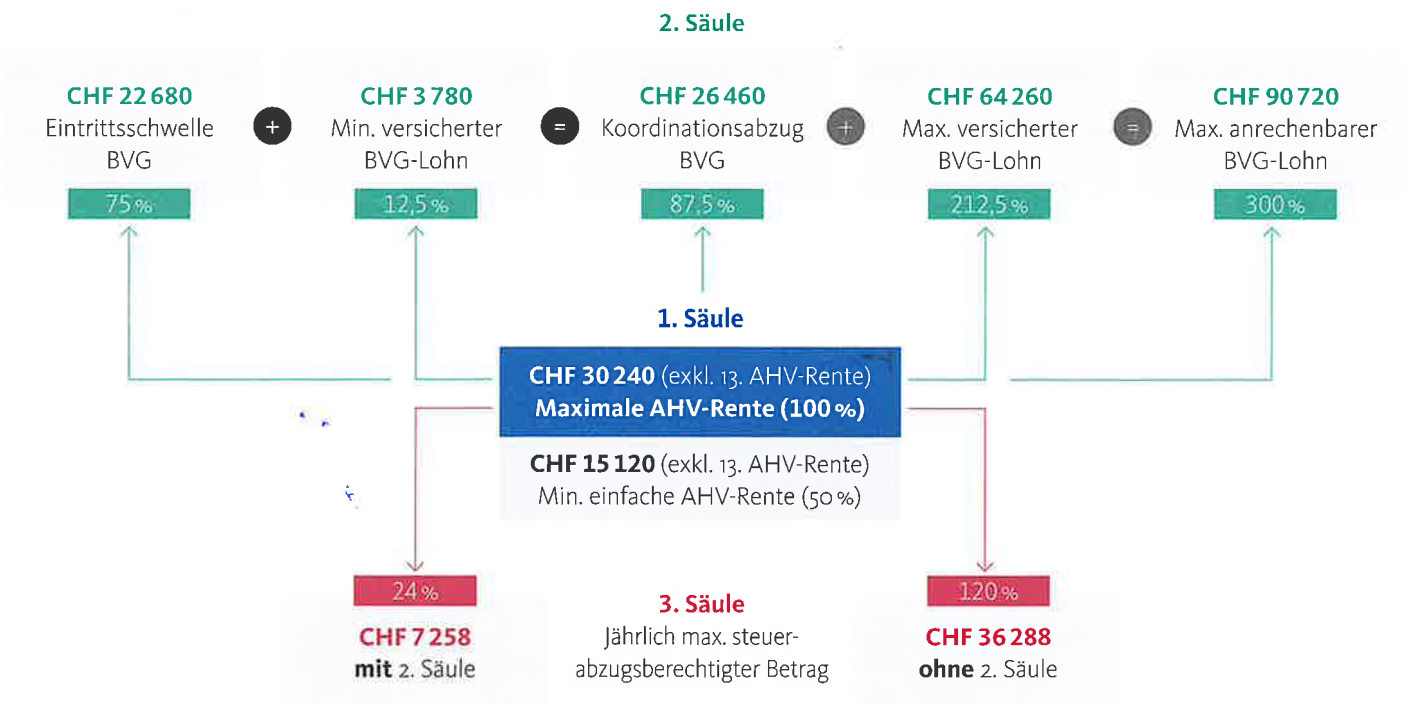 2. Säule
CHF 22 680
Eintrittsschwelle
BVG
75 %
+
CHF 3 780
Min. versicherter
BVG-Lohn
12,5 %
=
CHF 26 460
Koordinationsabzug
BVG
87,5 %
+
CHF 64 260
Max. versicherter
BVG-Lohn
212,5 %
=
CHF 90 720
Max. anrechenbarer
BVG-Lohn
300 %
1. Säule
CHF 30 240 (exkl. 13. AHV-Rente)
Maximale AHV-Rente (100 %)
CHF 15 120 (exkl. 13. AHV-Rente)
Min. einfache AHV-Rente (50 %)
24 %
CHF 7 258
mit 2. Säule
3. Säule
Jährlich max. steuer-
abzugsberechtigter Betrag
120 %
CHF 36 288
ohne 2. Säule